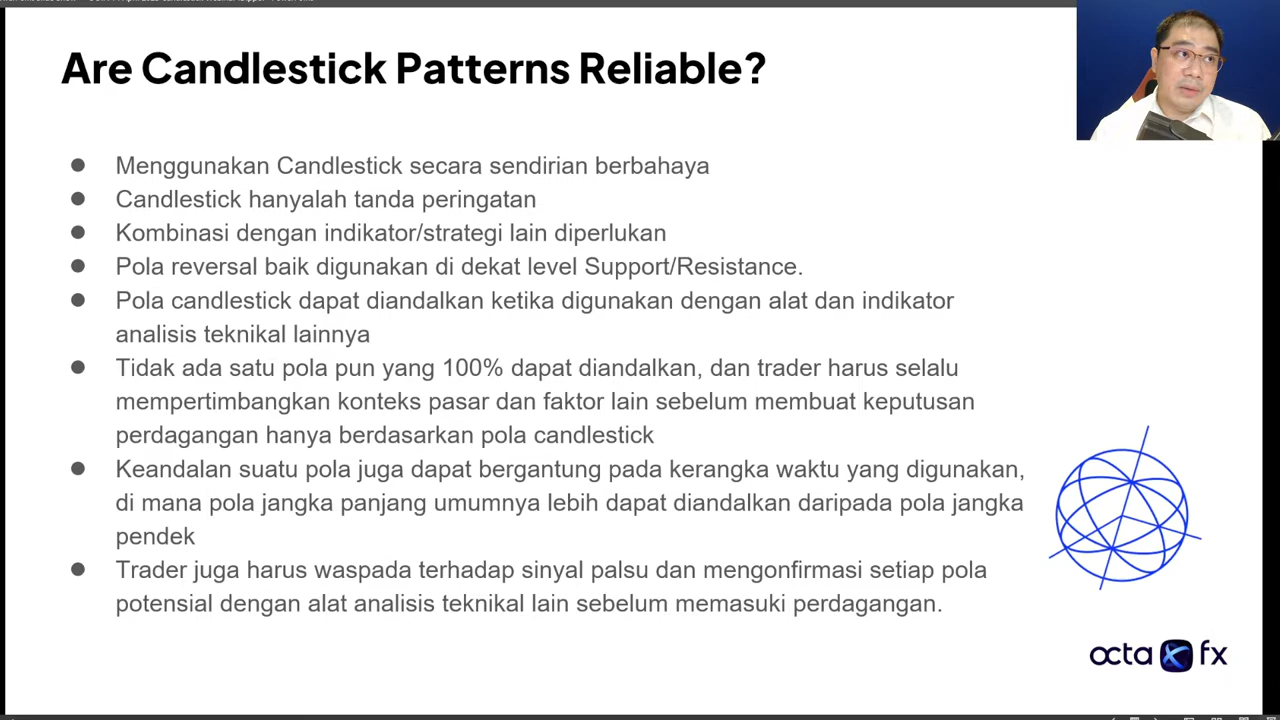 Are Candlestick Patterns Reliable?
● Menggunakan Candlestick secara sendirian berbahaya
● Candlestick hanyalah tanda peringatan
● Kombinasi dengan indikator/strategi lain diperlukan
● Pola reversal baik digunakan di dekat level Support/Resistance.
● Pola candlestick dapat diandalkan ketika digunakan dengan alat dan indikator
analisis teknikal lainnya
● Tidak ada satu pola pun yang 100% dapat diandalkan, dan trader harus selalu
mempertimbangkan konteks pasar dan faktor lain sebelum membuat keputusan
perdagangan hanya berdasarkan pola candlestick
● Keandalan suatu pola juga dapat bergantung pada kerangka waktu yang digunakan,
di mana pola jangka panjang umumnya lebih dapat diandalkan daripada pola jangka
pendek
● Trader juga harus waspada terhadap sinyal palsu dan mengonfirmasi setiap pola
potensial dengan alat analisis teknikal lain sebelum memasuki perdagangan.
octa fx